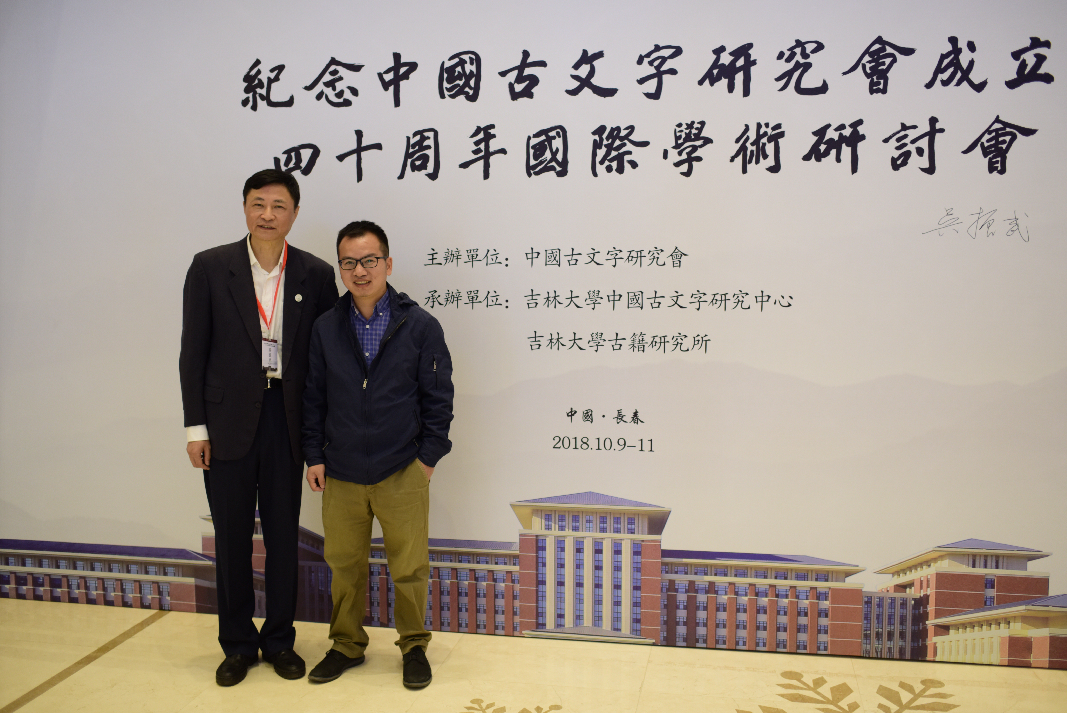 紀念中國古文字研究會成立
四十周年國際學術研討會
吳振武
主辦單位：中國古文字研究會
承辦單位：吉林大學中國古文字研究中心
吉林大學古籍研究所
中國·長春
2018.10.9–11